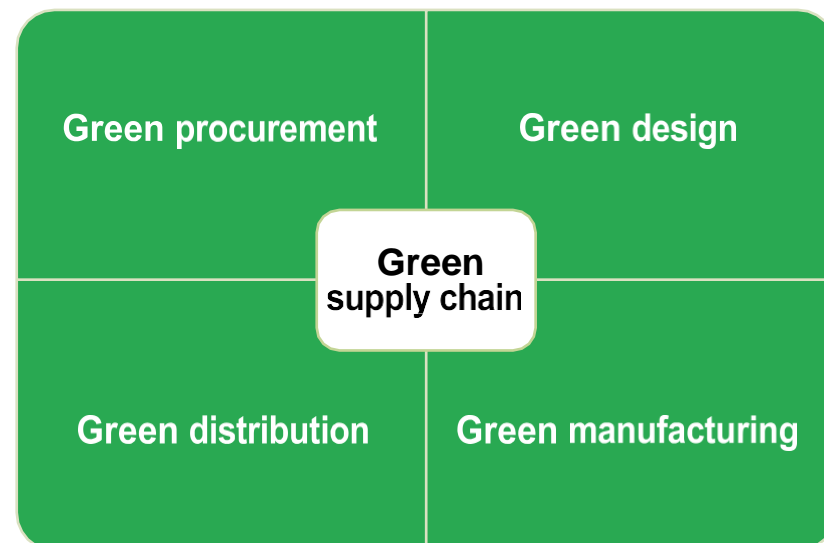 Green procurement
Green design
Green
supply chain
Green distribution
Green manufacturing